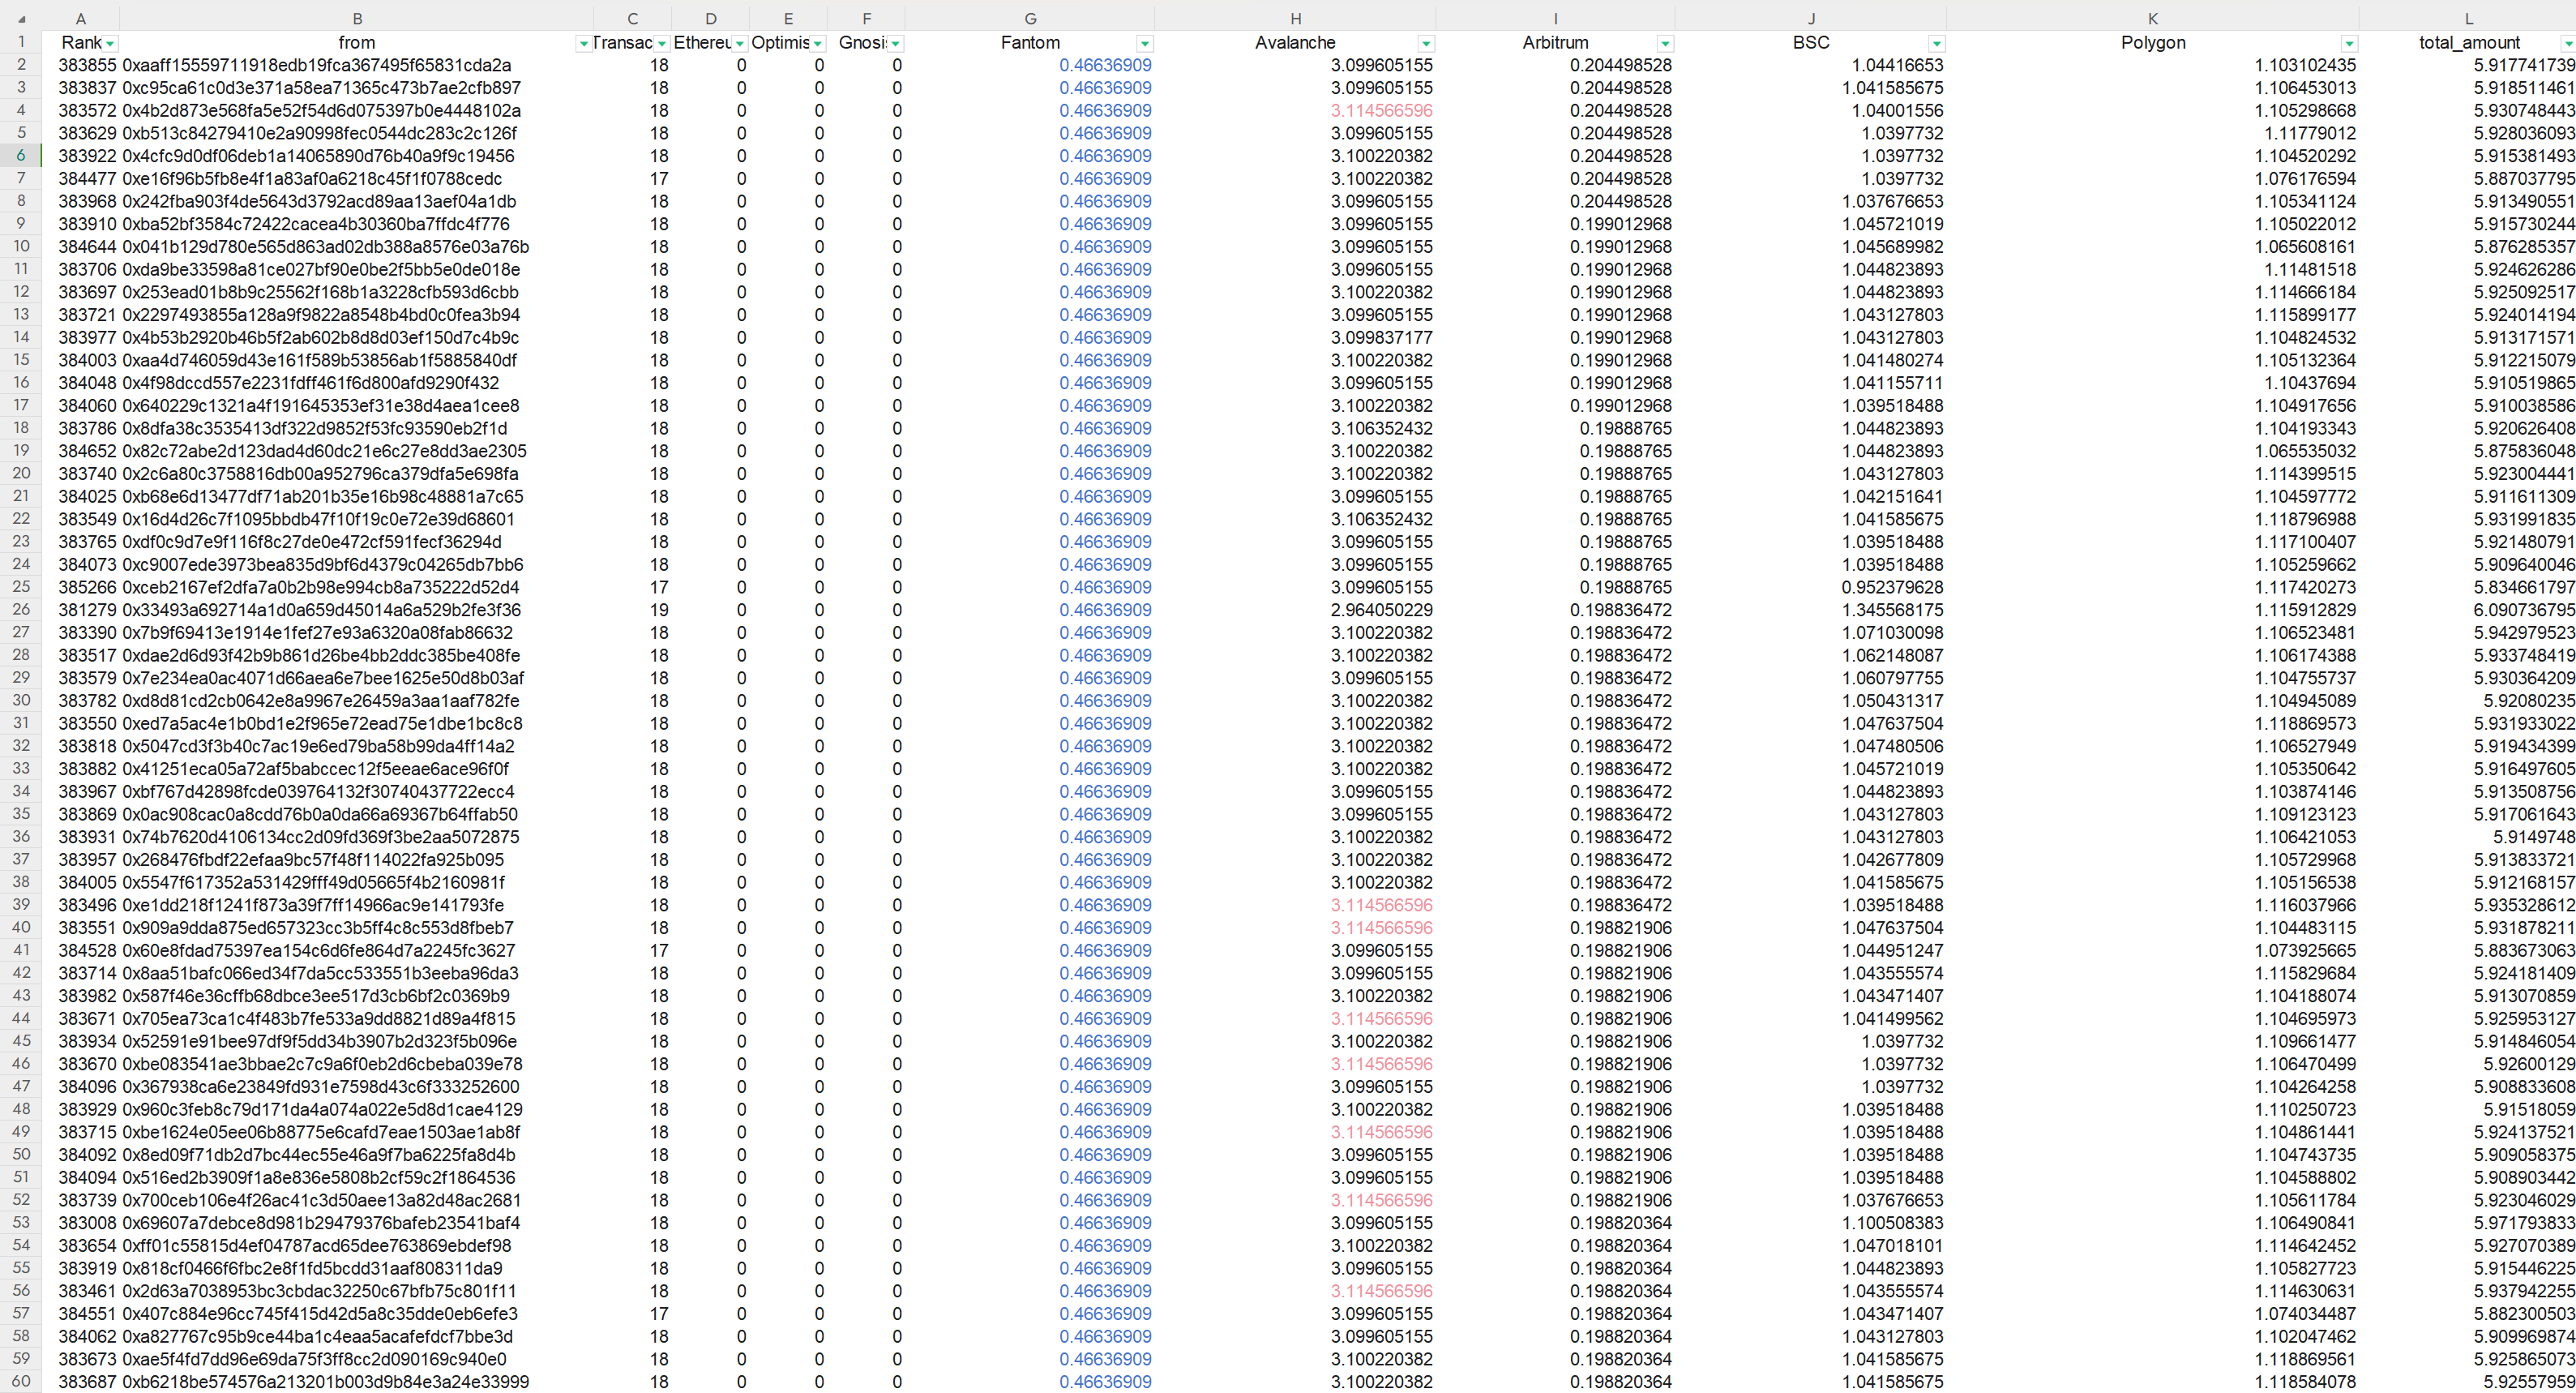 A B C D E F G H I J K L
1 Rank from Transac Ethereu Optimis Gnosi Fantom Avalanche Arbitrum BSC Polygon total_amount
2 383855 0xaaff15559711918edb19fca367495f65831cda2a 18 0 0 0 0.46636909 3.099605155 0.204498528 1.04416653 1.103102435 5.917741739
3 383837 0xc95ca61c0d3e371a58ea71365c473b7ae2cfb897 18 0 0 0 0.46636909 3.099605155 0.204498528 1.041585675 1.106453013 5.918511461
4 383572 0x4b2d873e568fa5e52f54d6d075397b0e4448102a 18 0 0 0 0.46636909 3.114566596 0.204498528 1.04001556 1.105298668 5.930748443
5 383629 0xb513c84279410e2a90998fec0544dc283c2c126f 18 0 0 0 0.46636909 3.099605155 0.204498528 1.0397732 1.11779012 5.928036093
6 383922 0x4cfc9d0df06deb1a14065890d76b40a9f9c19456 18 0 0 0 0.46636909 3.100220382 0.204498528 1.0397732 1.104520292 5.915381493
7 384477 0xe16f96b5fb8e4f1a83af0a6218c45f1f0788cedc 17 0 0 0 0.46636909 3.100220382 0.204498528 1.0397732 1.076176594 5.887037795
8 383968 0x242fba903f4de5643d3792acd89aa13aef04a1db 18 0 0 0 0.46636909 3.099605155 0.204498528 1.037676653 1.105341124 5.913490551
9 383910 0xba52bf3584c72422cacea4b30360ba7ffdc4f776 18 0 0 0 0.46636909 3.099605155 0.199012968 1.045721019 1.105022012 5.915730244
10 384644 0x041b129d780e565d863ad02db388a8576e03a76b 18 0 0 0 0.46636909 3.099605155 0.199012968 1.045689982 1.065608161 5.876285357
11 383706 0xda9be33598a81ce027bf90e0be2f5bb5e0de018e 18 0 0 0 0.46636909 3.099605155 0.199012968 1.044823893 1.11481518 5.924626286
12 383697 0x253ead01b8b9c25562f168b1a3228cfb593d6cbb 18 0 0 0 0.46636909 3.100220382 0.199012968 1.044823893 1.114666184 5.925092517
13 383721 0x2297493855a128a9f9822a8548b4bd0c0fea3b94 18 0 0 0 0.46636909 3.099605155 0.199012968 1.043127803 1.115899177 5.924014194
14 383977 0x4b53b2920b46b5f2ab602b8d8d03ef150d7c4b9c 18 0 0 0 0.46636909 3.099837177 0.199012968 1.043127803 1.104824532 5.913171571
15 384003 0xaa4d746059d43e161f589b53856ab1f5885840df 18 0 0 0 0.46636909 3.100220382 0.199012968 1.041480274 1.105132364 5.912215079
16 384048 0x4f98dccd557e2231fdff461f6d800afd9290f432 18 0 0 0 0.46636909 3.099605155 0.199012968 1.041155711 1.10437694 5.910519865
17 384060 0x640229c1321a4f191645353ef31e38d4aea1cee8 18 0 0 0 0.46636909 3.100220382 0.199012968 1.039518488 1.104917656 5.910038586
18 383786 0x8dfa38c3535413df322d9852f53fc93590eb2f1d 18 0 0 0 0.46636909 3.106352432 0.19888765 1.044823893 1.104193343 5.920626408
19 384652 0x82c72abe2d123dad4d60dc21e6c27e8dd3ae2305 18 0 0 0 0.46636909 3.100220382 0.19888765 1.044823893 1.065535032 5.875836048
20 383740 0x2c6a80c3758816db00a952796ca379dfa5e698fa 18 0 0 0 0.46636909 3.100220382 0.19888765 1.043127803 1.114399515 5.923004441
21 384025 0xb68e6d13477df71ab201b35e16b98c48881a7c65 18 0 0 0 0.46636909 3.099605155 0.19888765 1.042151641 1.104597772 5.911611309
22 383549 0x16d4d26c7f1095bbdb47f10f19c0e72e39d68601 18 0 0 0 0.46636909 3.106352432 0.19888765 1.041585675 1.118796988 5.931991835
23 383765 0xdf0c9d7e9f116f8c27de0e472cf591fecf36294d 18 0 0 0 0.46636909 3.099605155 0.19888765 1.039518488 1.117100407 5.921480791
24 384073 0xc9007ede3973bea835d9bf6d4379c04265db7bb6 18 0 0 0 0.46636909 3.099605155 0.19888765 1.039518488 1.105259662 5.909640046
25 385266 0xceb2167ef2dfa7a0b2b98e994cb8a735222d52d4 17 0 0 0 0.46636909 3.099605155 0.19888765 0.952379628 1.117420273 5.834661797
26 381279 0x33493a692714a1d0a659d45014a6a529b2fe3f36 19 0 0 0 0.46636909 2.964050229 0.198836472 1.345568175 1.115912829 6.090736795
27 383390 0x7b9f69413e1914e1fef27e93a6320a08fab86632 18 0 0 0 0.46636909 3.100220382 0.198836472 1.071030098 1.106523481 5.942979523
28 383517 0xdae2d6d93f42b9b861d26be4bb2ddc385be408fe 18 0 0 0 0.46636909 3.100220382 0.198836472 1.062148087 1.106174388 5.933748419
29 383579 0x7e234ea0ac4071d66aea6e7bee1625e50d8b03af 18 0 0 0 0.46636909 3.099605155 0.198836472 1.060797755 1.104755737 5.930364209
30 383782 0xd8d81cd2cb0642e8a9967e26459a3aa1aaf782fe 18 0 0 0 0.46636909 3.100220382 0.198836472 1.050431317 1.104945089 5.92080235
31 383550 0xed7a5ac4e1b0bd1e2f965e72ead75e1dbe1bc8c8 18 0 0 0 0.46636909 3.100220382 0.198836472 1.047637504 1.118869573 5.931933022
32 383818 0x5047cd3f3b40c7ac19e6ed79ba58b99da4ff14a2 18 0 0 0 0.46636909 3.100220382 0.198836472 1.047480506 1.106527949 5.919434399
33 383882 0x41251eca05a72af5babccec12f5eeae6ace96f0f 18 0 0 0 0.46636909 3.100220382 0.198836472 1.045721019 1.105350642 5.916497605
34 383967 0xbf767d42898fcde039764132f30740437722ecc4 18 0 0 0 0.46636909 3.099605155 0.198836472 1.044823893 1.103874146 5.913508756
35 383869 0x0ac908cac0a8cdd76b0a0da66a69367b64ffab50 18 0 0 0 0.46636909 3.099605155 0.198836472 1.043127803 1.109123123 5.917061643
36 383931 0x74b7620d4106134cc2d09fd369f3be2aa5072875 18 0 0 0 0.46636909 3.100220382 0.198836472 1.043127803 1.106421053 5.9149748
37 383957 0x268476fbdf22efaa9bc57f48f114022fa925b095 18 0 0 0 0.46636909 3.100220382 0.198836472 1.042677809 1.105729968 5.913833721
38 384005 0x5547f617352a531429fff49d05665f4b2160981f 18 0 0 0 0.46636909 3.100220382 0.198836472 1.041585675 1.105156538 5.912168157
39 383496 0xe1dd218f1241f873a39f7ff14966ac9e141793fe 18 0 0 0 0.46636909 3.114566596 0.198836472 1.039518488 1.116037966 5.935328612
40 383551 0x909a9dda875ed657323cc3b5ff4c8c553d8fbeb7 18 0 0 0 0.46636909 3.114566596 0.198821906 1.047637504 1.104483115 5.931878211
41 384528 0x60e8fdad75397ea154c6d6fe864d7a2245fc3627 17 0 0 0 0.46636909 3.099605155 0.198821906 1.044951247 1.073925665 5.883673063
42 383714 0x8aa51bafc066ed34f7da5cc533551b3eeba96da3 18 0 0 0 0.46636909 3.099605155 0.198821906 1.043555574 1.115829684 5.924181409
43 383982 0x587f46e36cffb68dbce3ee517d3cb6bf2c0369b9 18 0 0 0 0.46636909 3.100220382 0.198821906 1.043471407 1.104188074 5.913070859
44 383671 0x705ea73ca1c4f483b7fe533a9dd8821d89a4f815 18 0 0 0 0.46636909 3.114566596 0.198821906 1.041499562 1.104695973 5.925953127
45 383934 0x52591e91bee97df9f5dd34b3907b2d323f5b096e 18 0 0 0 0.46636909 3.100220382 0.198821906 1.0397732 1.109661477 5.914846054
46 383670 0xbe083541ae3bbae2c7c9a6f0eb2d6cbeba039e78 18 0 0 0 0.46636909 3.114566596 0.198821906 1.0397732 1.106470499 5.92600129
47 384096 0x367938ca6e23849fd931e7598d43c6f333252600 18 0 0 0 0.46636909 3.099605155 0.198821906 1.0397732 1.104264258 5.908833608
48 383929 0x960c3feb8c79d171da4a074a022e5d8d1cae4129 18 0 0 0 0.46636909 3.100220382 0.198821906 1.039518488 1.110250723 5.91518059
49 383715 0xbe1624e05ee06b88775e6cafd7eae1503ae1ab8f 18 0 0 0 0.46636909 3.114566596 0.198821906 1.039518488 1.104861441 5.924137521
50 384092 0x8ed09f71db2d7bc44ec55e46a9f7ba6225fa8d4b 18 0 0 0 0.46636909 3.099605155 0.198821906 1.039518488 1.104743735 5.909058375
51 384094 0x516ed2b3909f1a8e836e5808b2cf59c2f1864536 18 0 0 0 0.46636909 3.099605155 0.198821906 1.039518488 1.104588802 5.908903442
52 383739 0x700ceb106e4f26ac41c3d50aee13a82d48ac2681 18 0 0 0 0.46636909 3.114566596 0.198821906 1.037676653 1.105611784 5.923046029
53 383008 0x69607a7debce8d981b29479376bafeb23541baf4 18 0 0 0 0.46636909 3.099605155 0.198820364 1.100508383 1.106490841 5.971793833
54 383654 0xff01c55815d4ef04787acd65dee763869ebdef98 18 0 0 0 0.46636909 3.100220382 0.198820364 1.047018101 1.114642452 5.927070389
55 383919 0x818cf0466f6fbc2e8f1fd5bcdd31aaf808311da9 18 0 0 0 0.46636909 3.099605155 0.198820364 1.044823893 1.105827723 5.915446225
56 383461 0x2d63a7038953bc3cbdac32250c67bfb75c801f11 18 0 0 0 0.46636909 3.114566596 0.198820364 1.043555574 1.114630631 5.937942255
57 384551 0x407c884e96cc745f415d42d5a8c35dde0eb6efe3 17 0 0 0 0.46636909 3.099605155 0.198820364 1.043471407 1.074034487 5.882300503
58 384062 0xa827767c95b9ce44ba1c4eaa5acafefdcf7bbe3d 18 0 0 0 0.46636909 3.099605155 0.198820364 1.043127803 1.102047462 5.909969874
59 383673 0xae5f4fd7dd96e69da75f3ff8cc2d090169c940e0 18 0 0 0 0.46636909 3.100220382 0.198820364 1.041585675 1.118869561 5.925865073
60 383687 0xb6218be574576a213201b003d9b84e3a24e33999 18 0 0 0 0.46636909 3.100220382 0.198820364 1.041585675 1.118584078 5.92557959